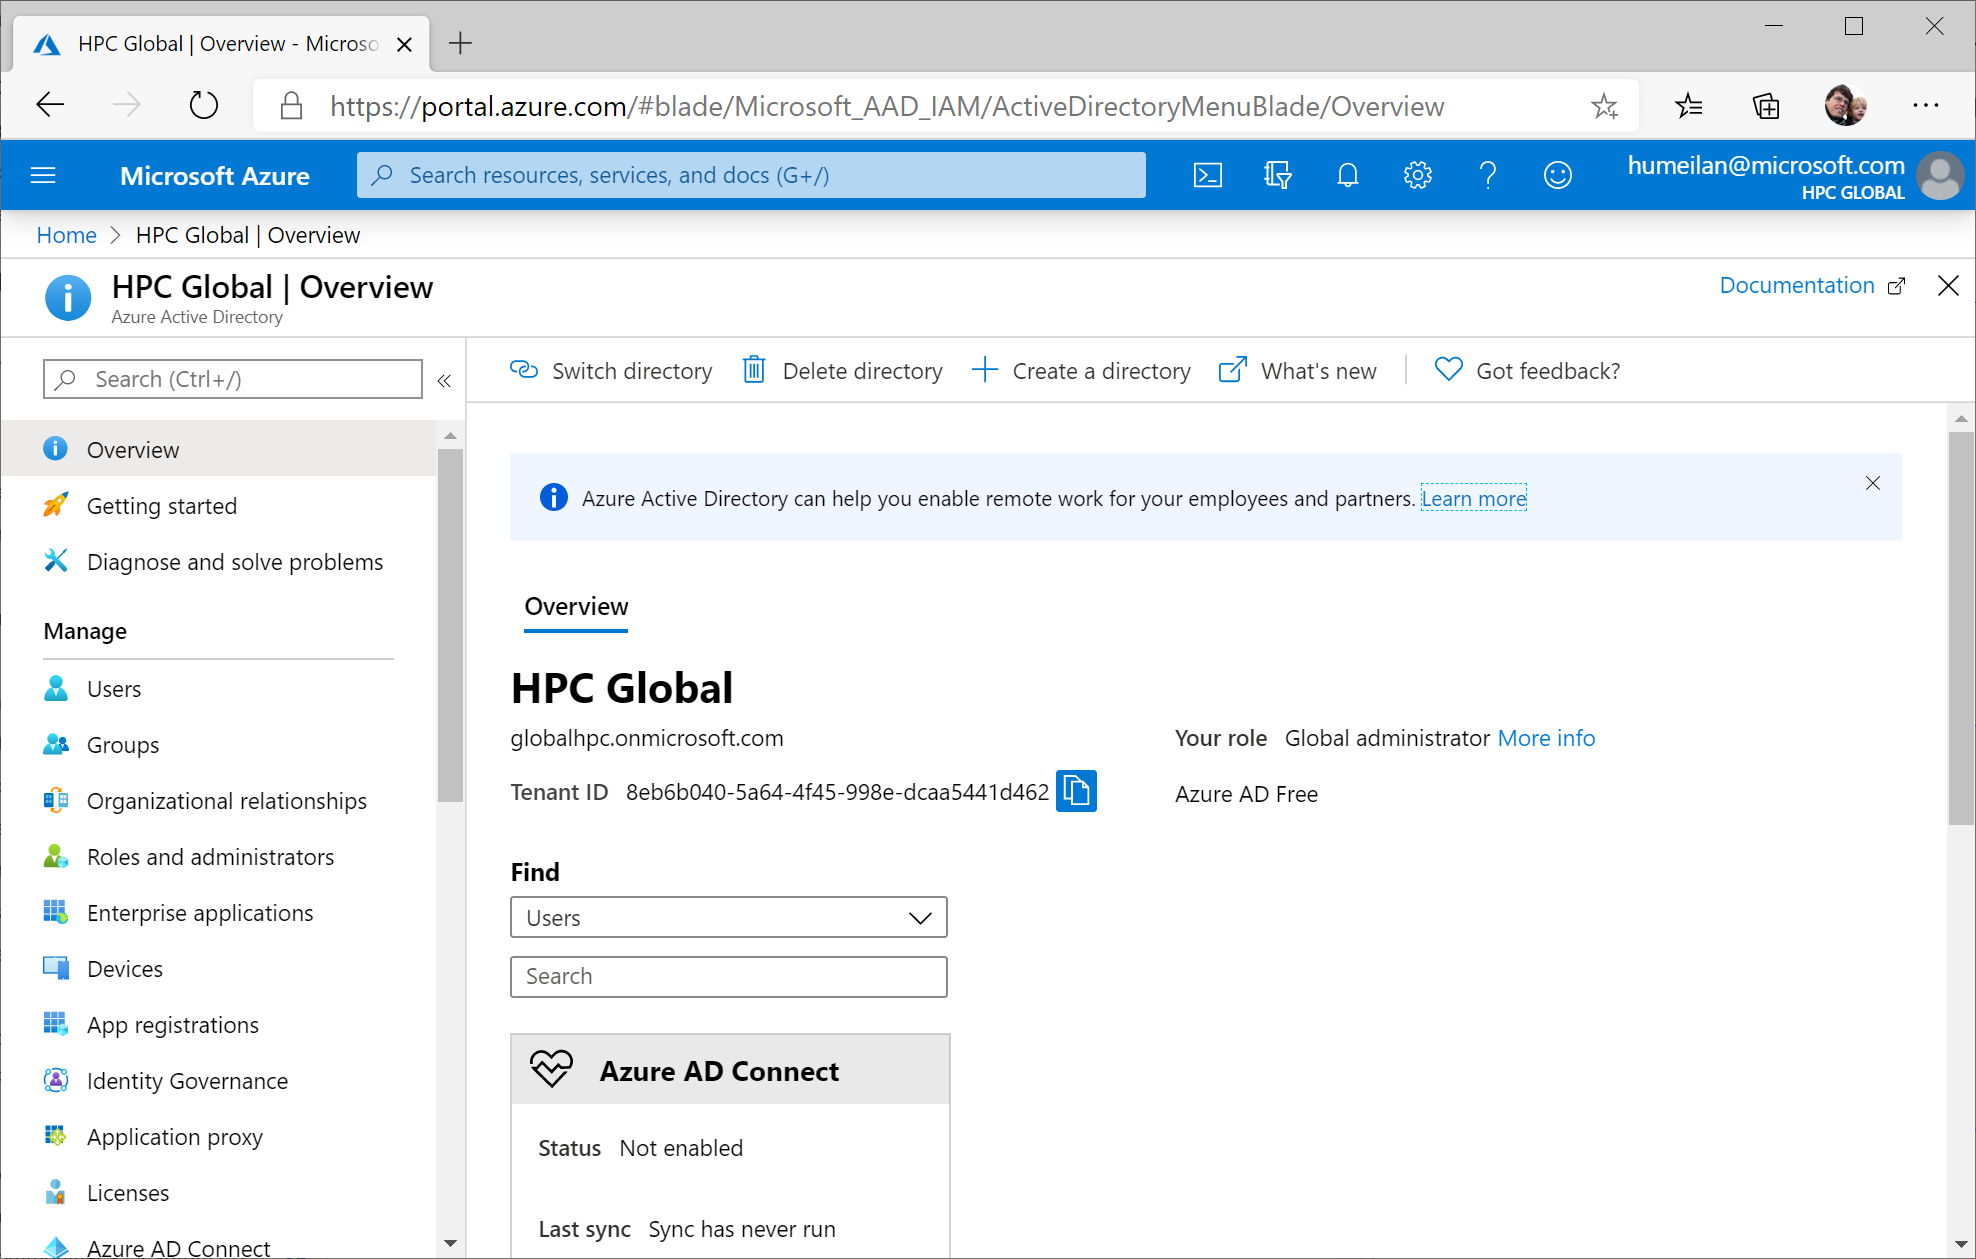 HPC Global | Overview - Microso
https://portal.azure.com/#blade/Microsoft_AAD_IAM/ActiveDirectoryMenuBlade/Overview
Microsoft Azure
Search resources, services, and docs (G+/)
humeilan@microsoft.com
HPC GLOBAL
Home > HPC Global | Overview
HPC Global | Overview
Azure Active Directory
Documentation
Search (Ctrl+/)
«
Overview
Getting started
Diagnose and solve problems
Manage
Users
Groups
Organizational relationships
Roles and administrators
Enterprise applications
Devices
App registrations
Identity Governance
Application proxy
Licenses
Azure AD Connect
Switch directory
Delete directory
Create a directory
What's new
Got feedback?
Azure Active Directory can help you enable remote work for your employees and partners. Learn more
Overview
HPC Global
globalhpc.onmicrosoft.com
Your role Global administrator More info
Tenant ID 8eb6b040-5a64-4f45-998e-dcaa5441d462
Azure AD Free
Find
Users
Search
Azure AD Connect
Status Not enabled
Last sync Sync has never run